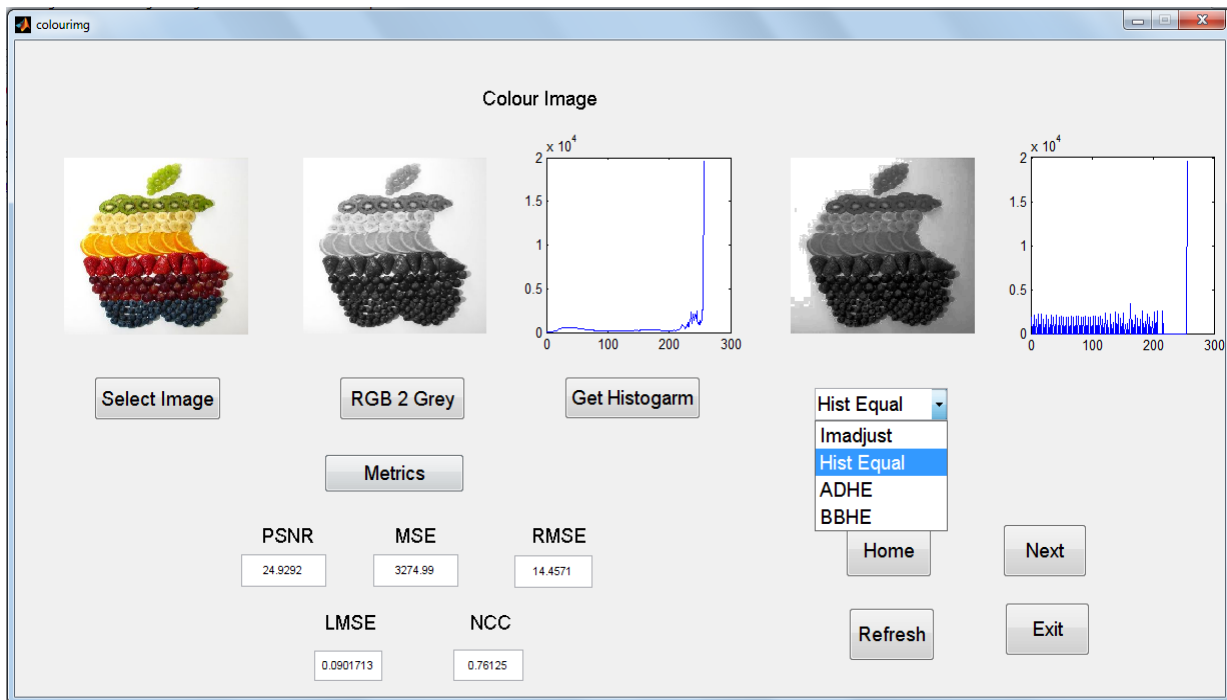 colourimg
Colour Image
x 10^4
2
1.5
1
0.5
0
0 100 200 300
x 10^4
2
1.5
1
0.5
0
0 100 200 300
Select Image
RGB 2 Grey
Get Histogarm
Hist Equal
Imadjust
Hist Equal
ADHE
BBHE
Metrics
PSNR MSE RMSE
24.9292 3274.99 14.4571
LMSE NCC
0.0901713 0.76125
Home Next
Refresh Exit